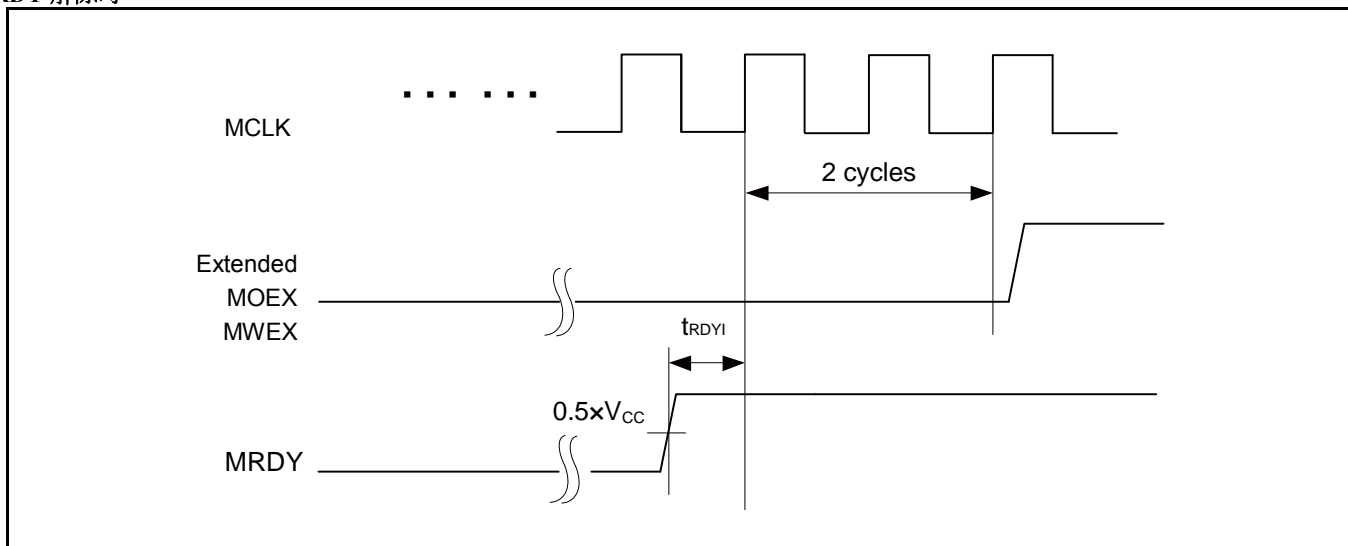 MCLK
2 cycles
Extended
MOEX
MWEX
tRDYI
0.5×VCC
MRDY